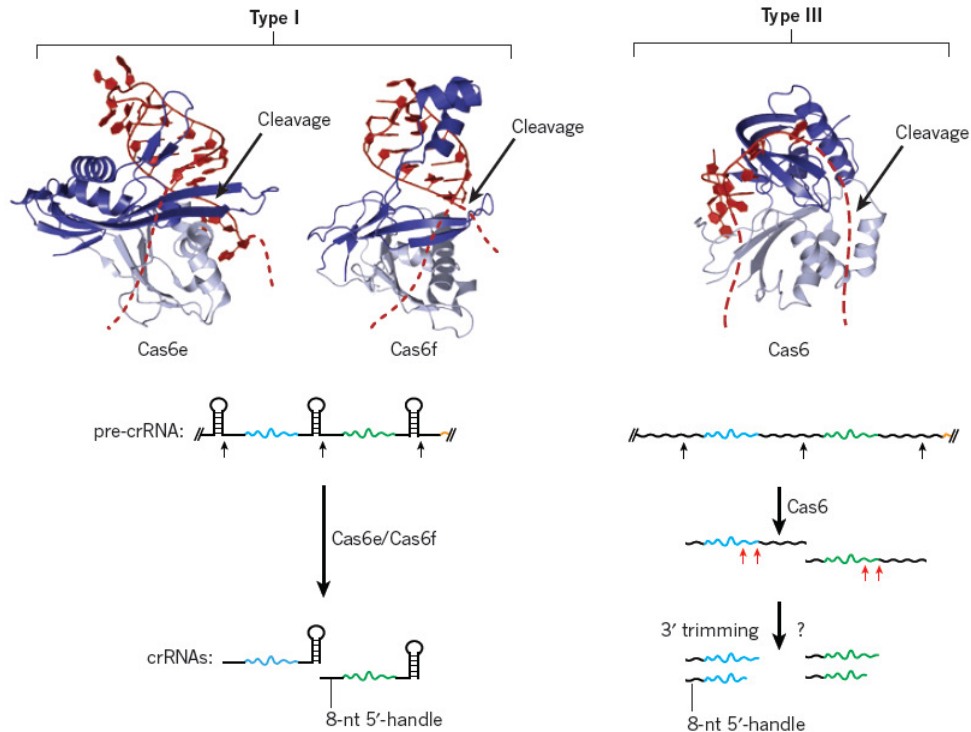 Type I
Type III
Cleavage
Cleavage
Cleavage
Cas6e
Cas6f
Cas6
pre-crRNA:
Cas6e/Cas6f
Cas6
3′ trimming
?
crRNAs:
8-nt 5′-handle
8-nt 5′-handle